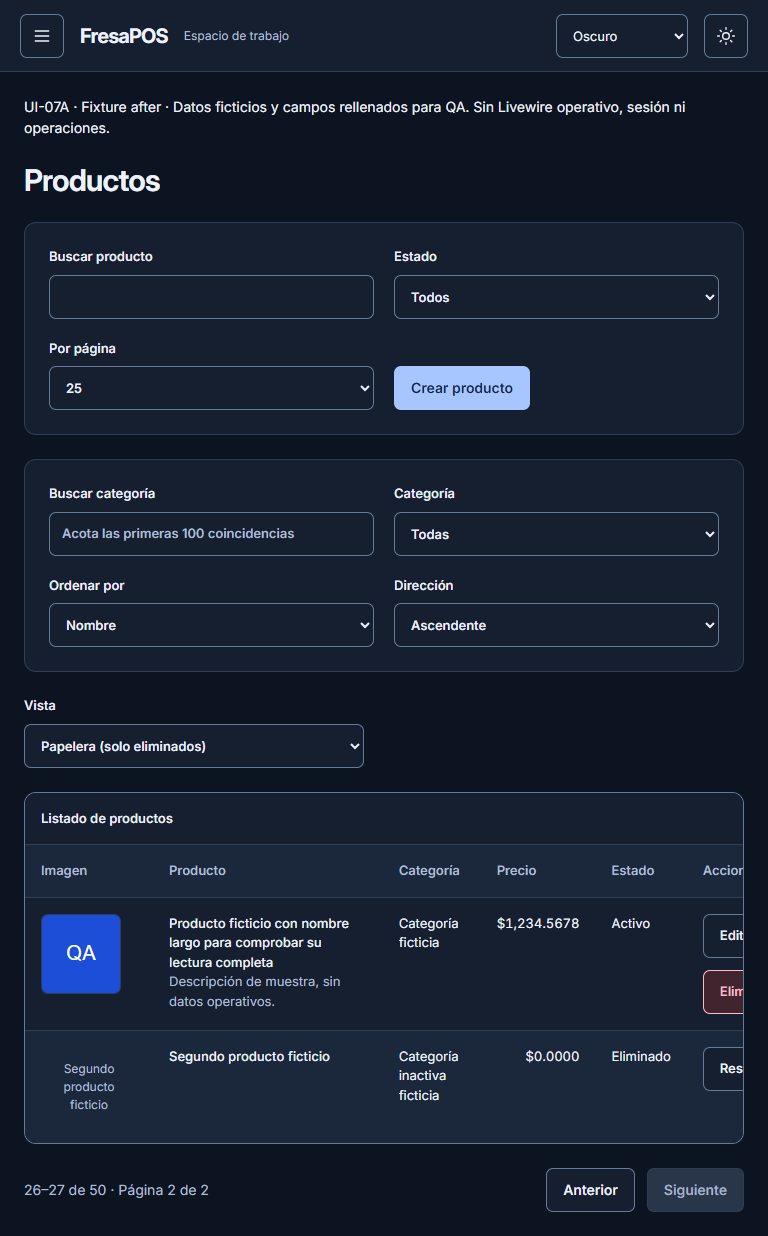 FresaPOS Espacio de trabajo Oscuro
UI-07A · Fixture after · Datos ficticios y campos rellenados para QA. Sin Livewire operativo, sesión ni
operaciones.
Productos
Buscar producto Estado
Todos
Por página
25 Crear producto
Buscar categoría Categoría
Acota las primeras 100 coincidencias Todas
Ordenar por Dirección
Nombre Ascendente
Vista
Papelera (solo eliminados)
Listado de productos
Imagen Producto Categoría Precio Estado Accion
QA
Producto ficticio con nombre
largo para comprobar su
lectura completa
Descripción de muestra, sin
datos operativos.
Categoría
ficticia
$1,234.5678
Activo
Edit
Elim
Segundo
producto
ficticio
Segundo producto ficticio
Categoría
inactiva
ficticia
$0.0000
Eliminado
Res
26–27 de 50 · Página 2 de 2 Anterior Siguiente